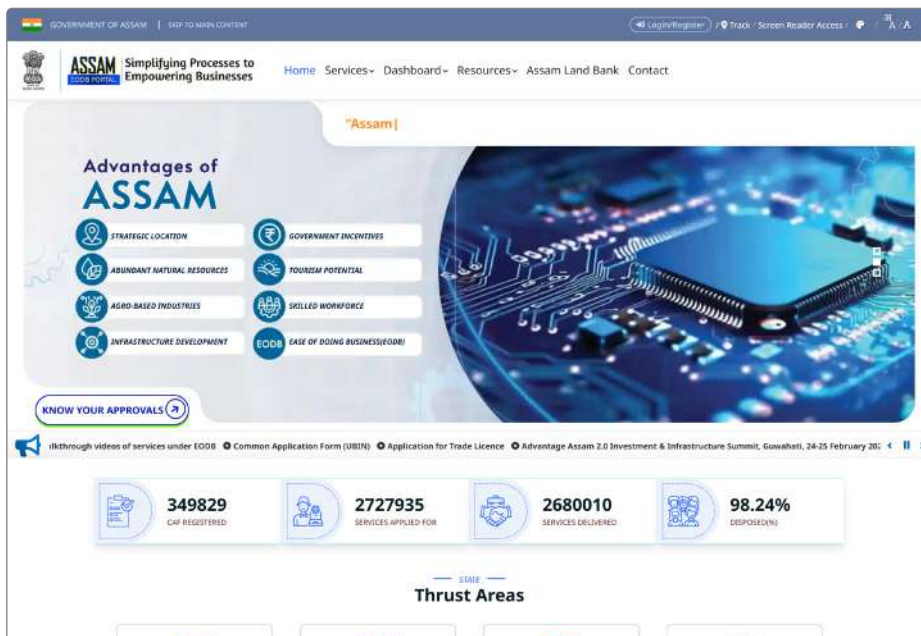 GOVERNMENT OF ASSAM | SKIP TO MAIN CONTENT
Login/Register / Track / Screen Reader Access /
ASSAM
EODB PORTAL
Simplifying Processes to
Empowering Businesses
Home Services Dashboard Resources Assam Land Bank Contact
"Assam|
Advantages of
ASSAM
STRATEGIC LOCATION
GOVERNMENT INCENTIVES
ABUNDANT NATURAL RESOURCES
TOURISM POTENTIAL
AGRO-BASED INDUSTRIES
SKILLED WORKFORCE
INFRASTRUCTURE DEVELOPMENT
EODB EASE OF DOING BUSINESS(EODB)
KNOW YOUR APPROVALS
lkthrough videos of services under EODB Common Application Form (UBIN) Application for Trade Licence Advantage Assam 2.0 Investment & Infrastructure Summit, Guwahati, 24-25 February 202
349829
CAF REGISTERED
2727935
SERVICES APPLIED FOR
2680010
SERVICES DELIVERED
98.24%
DISPOSED(%)
STATE
Thrust Areas